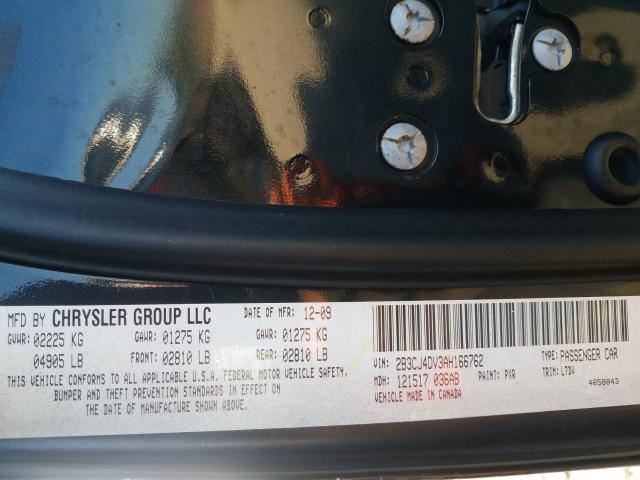 MFD BY CHRYSLER GROUP LLC DATE OF MFR: 12-09
GVWR: 02225 KG GAWR: 01275 KG GAWR: 01275 KG
04905 LB FRONT: 02810 LB REAR: 02810 LB
THIS VEHICLE CONFORMS TO ALL APPLICABLE U.S.A. FEDERAL MOTOR VEHICLE SAFETY,
BUMPER AND THEFT PREVENTION STANDARDS IN EFFECT ON
THE DATE OF MANUFACTURE SHOWN ABOVE.
VIN: 2B3CJ4DV3AH166762 TYPE: PASSENGER CAR
MDH: 121517 036AB PAINT: PXR TRIM: LTDV
VEHICLE MADE IN CANADA 4658843